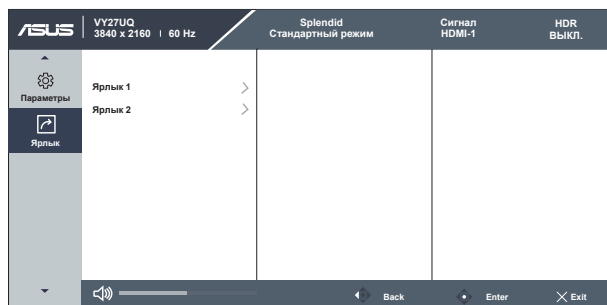 ASUS
VY27UQ
3840 x 2160 | 60 Hz
Splendid
Стандартный режим
Сигнал
HDMI-1
HDR
ВЫКЛ.
Параметры
Ярлык
Ярлык 1
Ярлык 2
Back
Enter
Exit